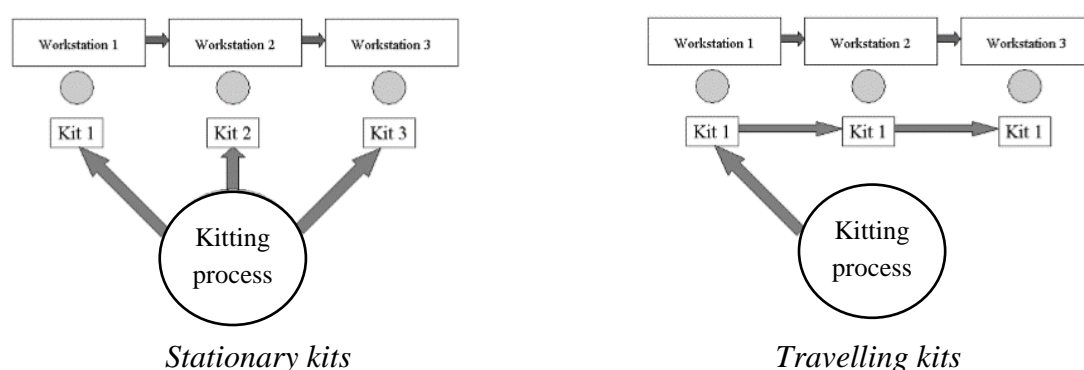 Workstation 1
Workstation 2
Workstation 3
Kit 1
Kit 2
Kit 3
Kitting
process
Stationary kits
Workstation 1
Workstation 2
Workstation 3
Kit 1
Kit 1
Kit 1
Kitting
process
Travelling kits